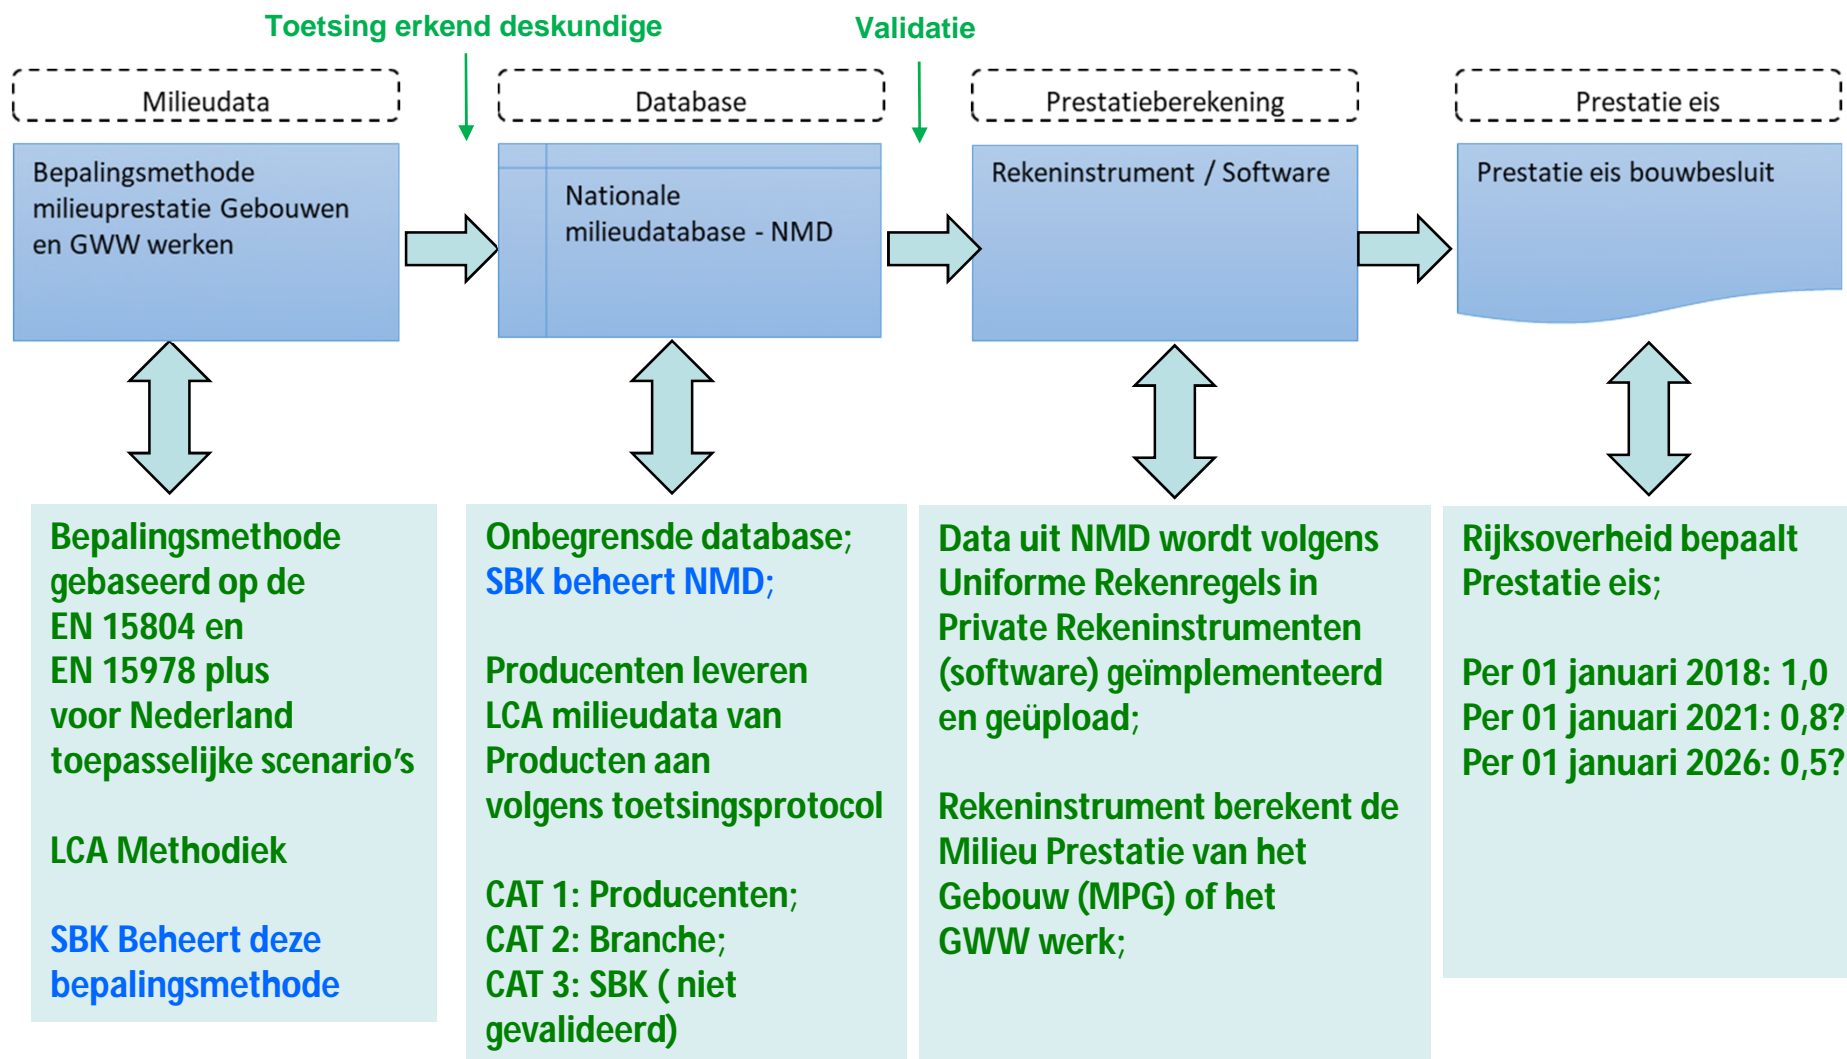 Toetsing erkend deskundige
Validatie
Milieudata
Database
Prestatieberekening
Prestatie eis
Bepalingsmethode
milieuprestatie Gebouwen
en GWW werken
Nationale
milieudatabase - NMD
Rekeninstrument / Software
Prestatie eis bouwbesluit
Bepalingsmethode
gebaseerd op de
EN 15804 en
EN 15978 plus
voor Nederland
toepasselijke scenario's
LCA Methodiek
SBK Beheert deze
bepalingsmethode
Onbegrensde database;
SBK beheert NMD;
Producenten leveren
LCA milieudata van
Producten aan
volgens toetsingsprotocol
CAT 1: Producenten;
CAT 2: Branche;
CAT 3: SBK ( niet
gevalideerd)
Data uit NMD wordt volgens
Uniforme Rekenregels in
Private Rekeninstrumenten
(software) geïmplementeerd
en geüpload;
Rekeninstrument berekent de
Milieu Prestatie van het
Gebouw (MPG) of het
GWW werk;
Rijksoverheid bepaalt
Prestatie eis;
Per 01 januari 2018: 1,0
Per 01 januari 2021: 0,8?
Per 01 januari 2026: 0,5?